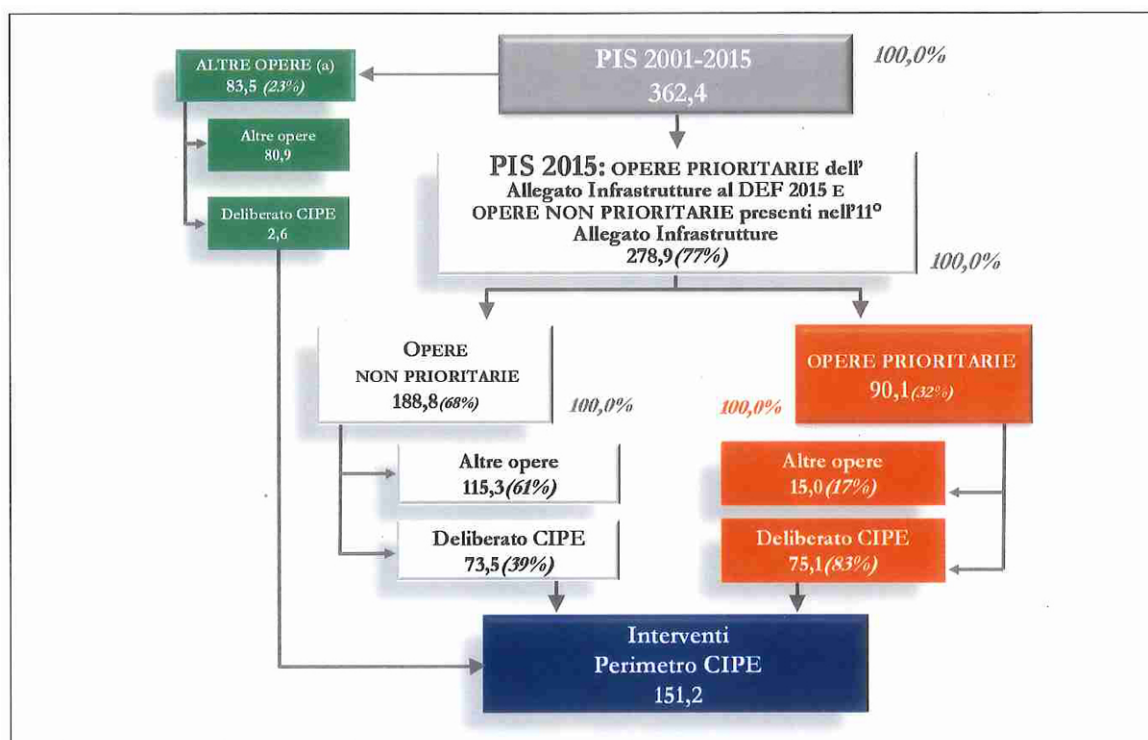 PIS 2001-2015
362,4
100,0%
ALTRE OPERE (a)
83,5 (23%)
Altre opere
80,9
Deliberato CIPE
2,6
PIS 2015: OPERE PRIORITARIE dell'
Allegato Infrastrutture al DEF 2015 E
OPERE NON PRIORITARIE presenti nell'11°
Allegato Infrastrutture
278,9(77%)
100,0%
OPERE
NON PRIORITARIE
188,8(68%)
100,0%
100,0%
OPERE PRIORITARIE
90,1(32%)
Altre opere
115,3(61%)
Altre opere
15,0(17%)
Deliberato CIPE
73,5(39%)
Deliberato CIPE
75,1(83%)
Interventi
Perimetro CIPE
151,2